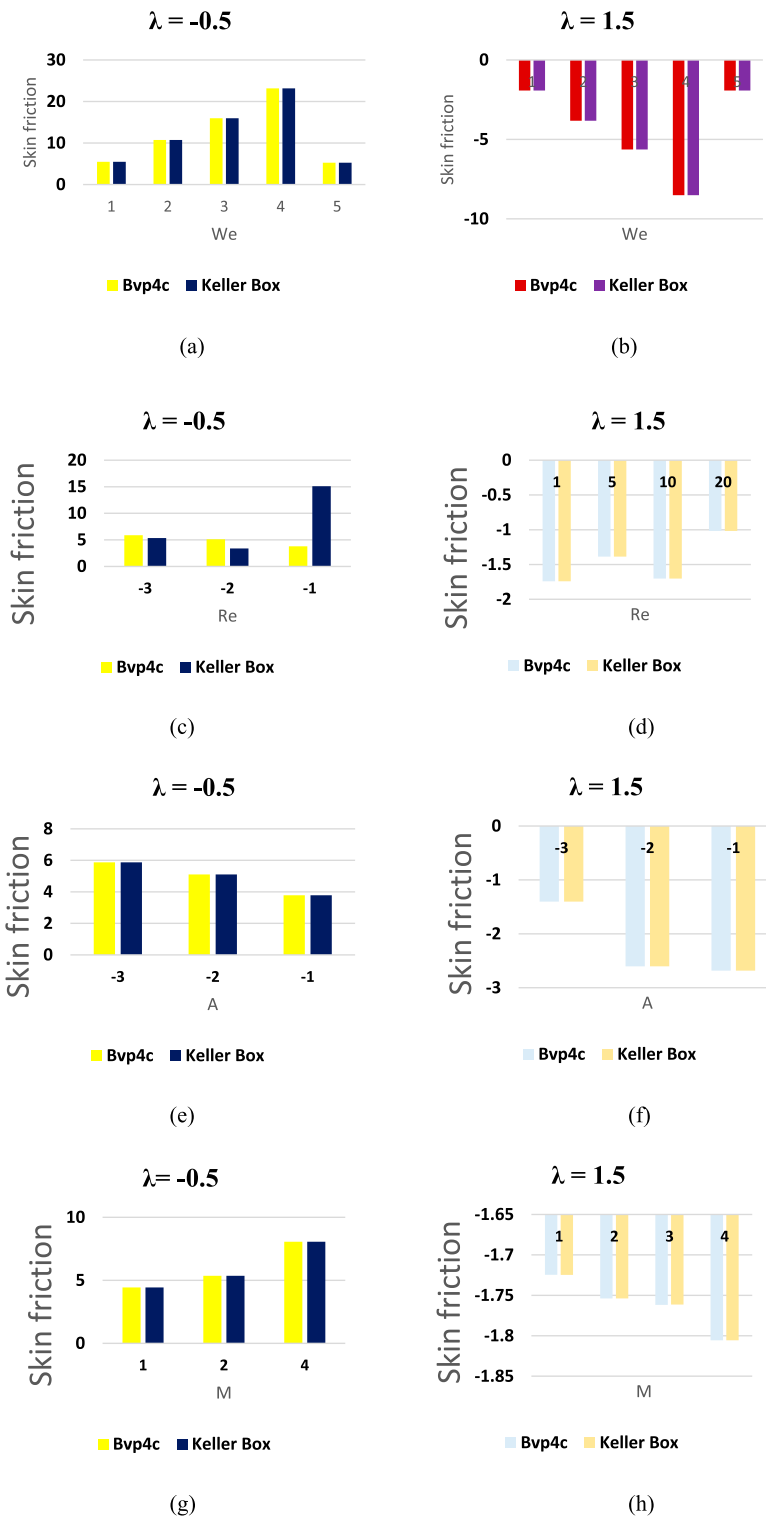 λ = -0.5
30
20
10
0
Skin friction
1 2 3 4 5
We
Bvp4c Keller Box
(a)
λ = 1.5
0
-5
-10
Skin friction
1 2 3 4 5
We
Bvp4c Keller Box
(b)
λ = -0.5
20
15
10
5
0
Skin friction
-3 -2 -1
Re
Bvp4c Keller Box
(c)
λ = 1.5
0
-0.5
-1
-1.5
-2
Skin friction
1 5 10 20
Re
Bvp4c Keller Box
(d)
λ = -0.5
8
6
4
2
0
Skin friction
-3 -2 -1
A
Bvp4c Keller Box
(e)
λ = 1.5
0
-1
-2
-3
Skin friction
-3 -2 -1
A
Bvp4c Keller Box
(f)
λ= -0.5
10
5
0
Skin friction
1 2 4
M
Bvp4c Keller Box
(g)
λ = 1.5
-1.65
-1.7
-1.75
-1.8
-1.85
Skin friction
1 2 3 4
M
Bvp4c Keller Box
(h)